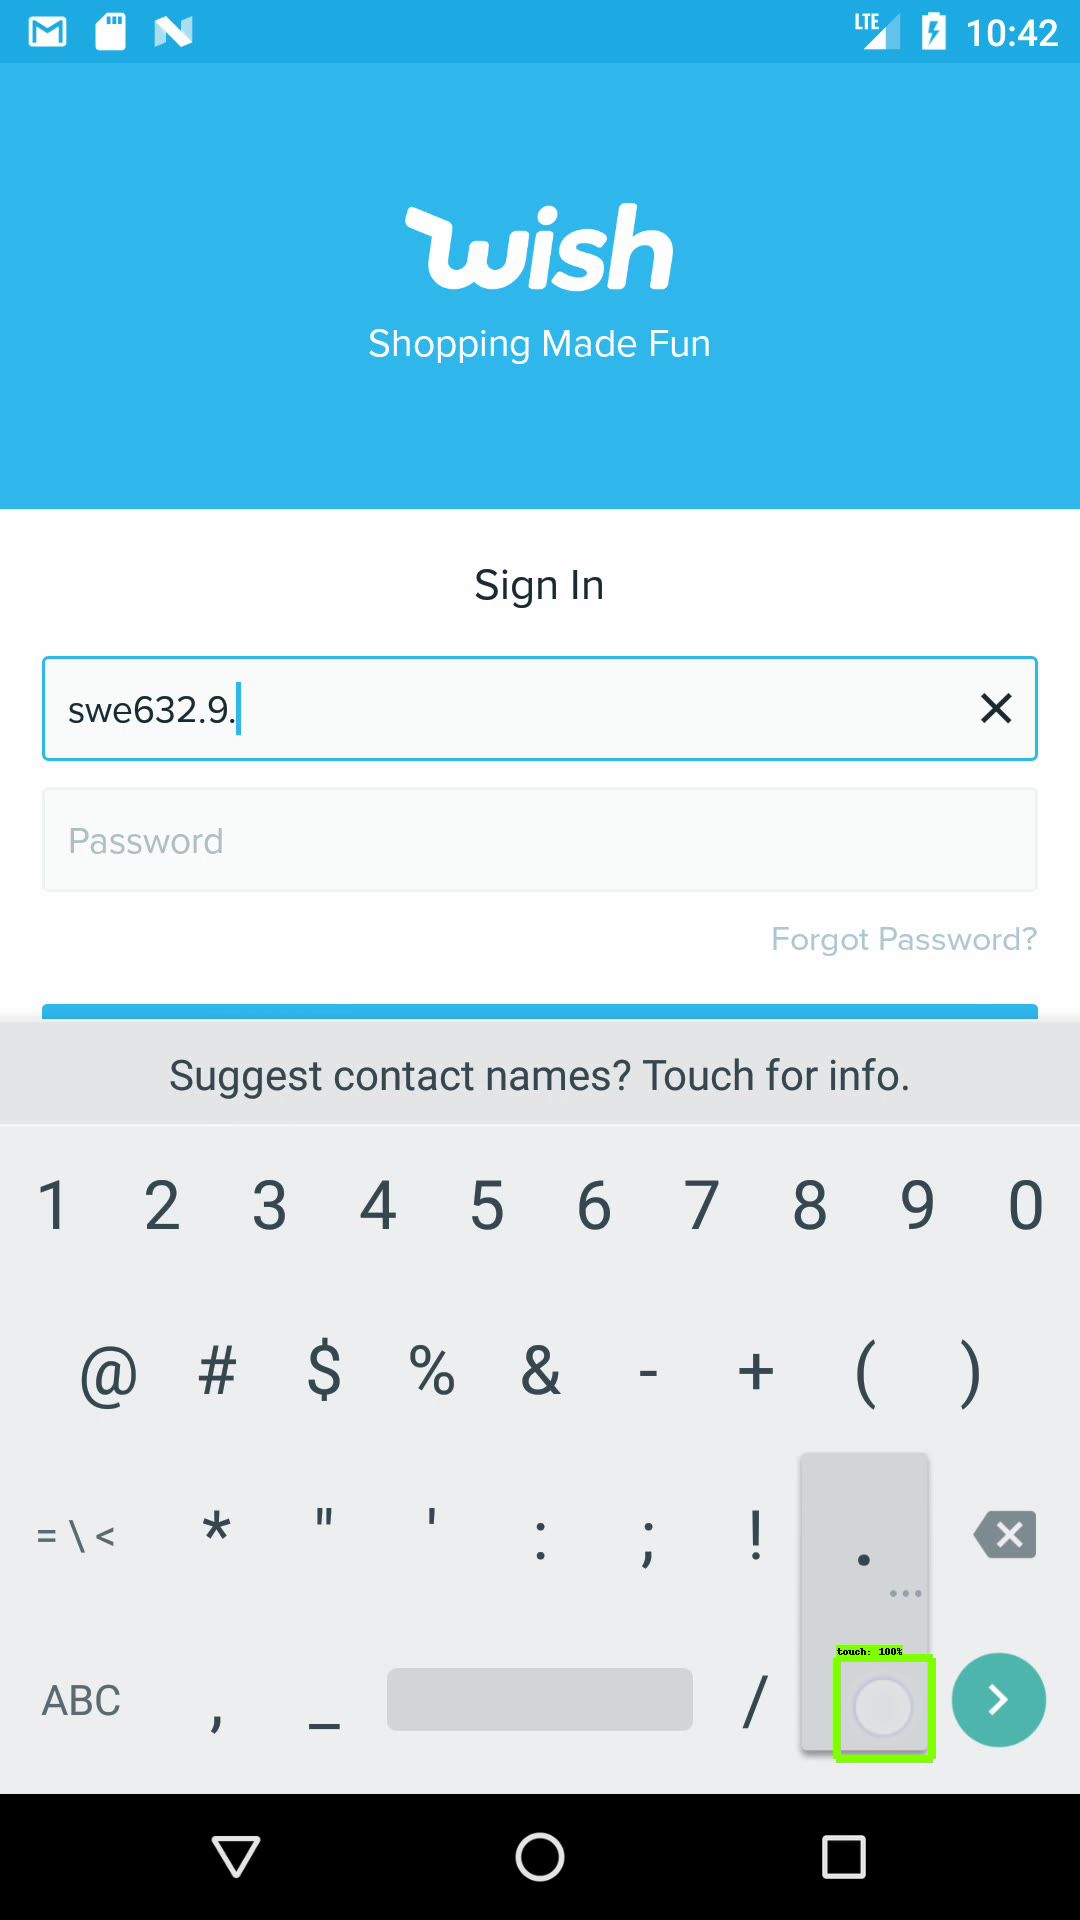 LTE 10:42
wish
Shopping Made Fun
Sign In
swe632.9.
Password
Forgot Password?
Suggest contact names? Touch for info.
1 2 3 4 5 6 7 8 9 0
@ # $ % & - + ( )
= \ < * " ' : ; ! .
touch: 100%
ABC , _ /